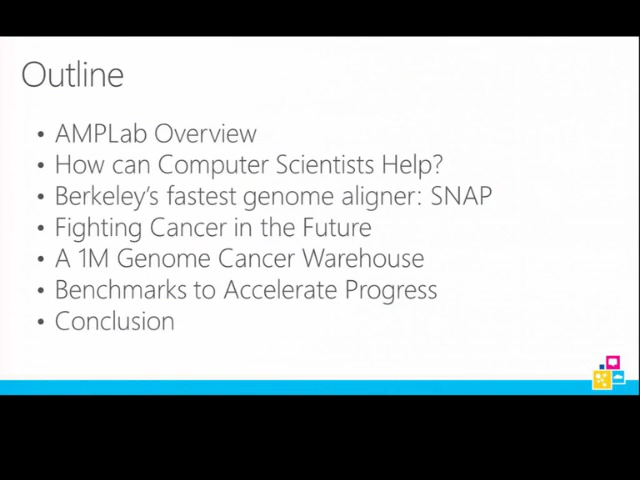 Outline
• AMPLab Overview
• How can Computer Scientists Help?
• Berkeley's fastest genome aligner: SNAP
• Fighting Cancer in the Future
• A 1M Genome Cancer Warehouse
• Benchmarks to Accelerate Progress
• Conclusion